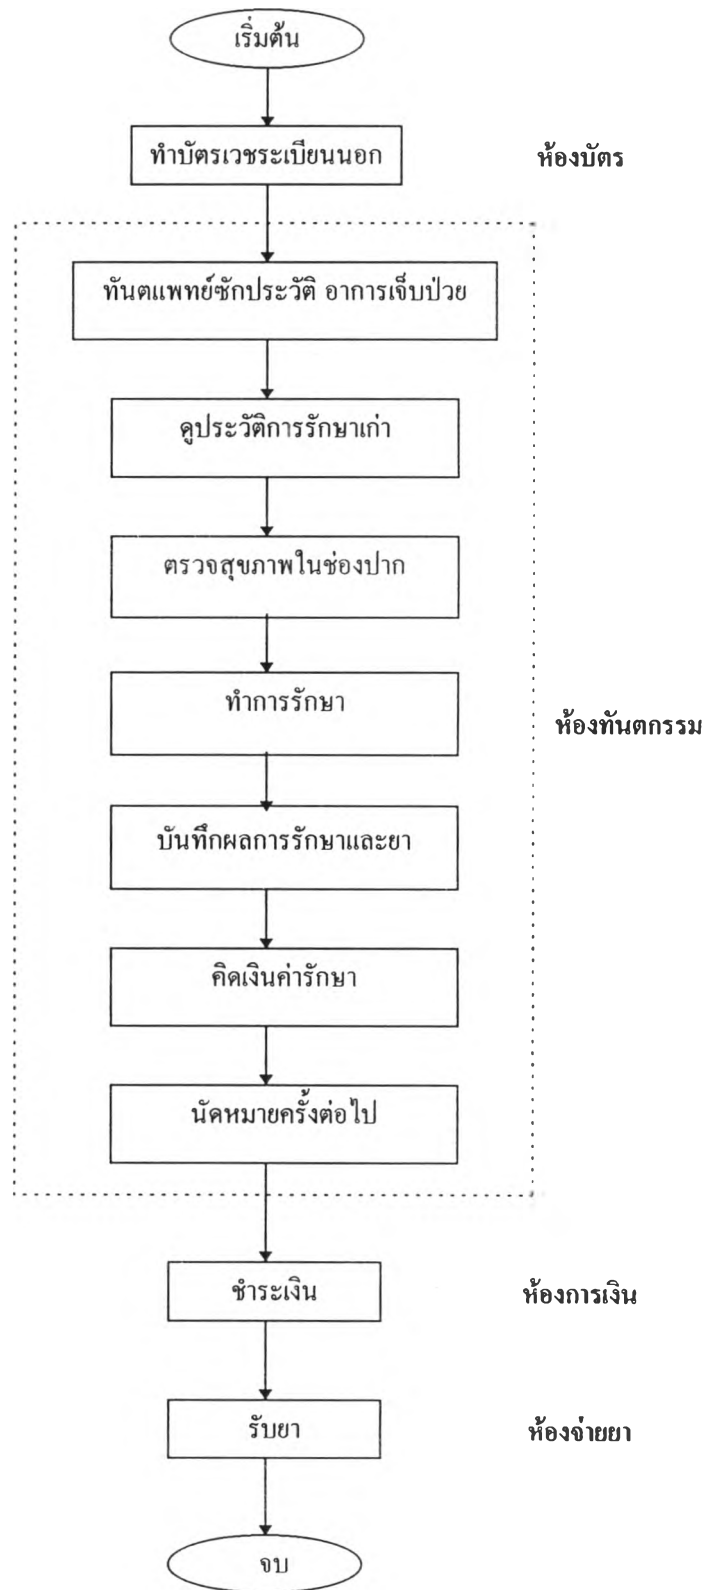 เริ่มต้น
ทำบัตรเวชระเบียนนอก
ห้องบัตร
ทันตแพทย์ซักประวัติ อาการเจ็บป่วย
ดูประวัติการรักษาเก่า
ตรวจสุขภาพในช่องปาก
ทำการรักษา
ห้องทันตกรรม
บันทึกผลการรักษาและยา
คิดเงินค่ารักษา
นัดหมายครั้งต่อไป
ชำระเงิน
ห้องการเงิน
รับยา
ห้องจ่ายยา
จบ